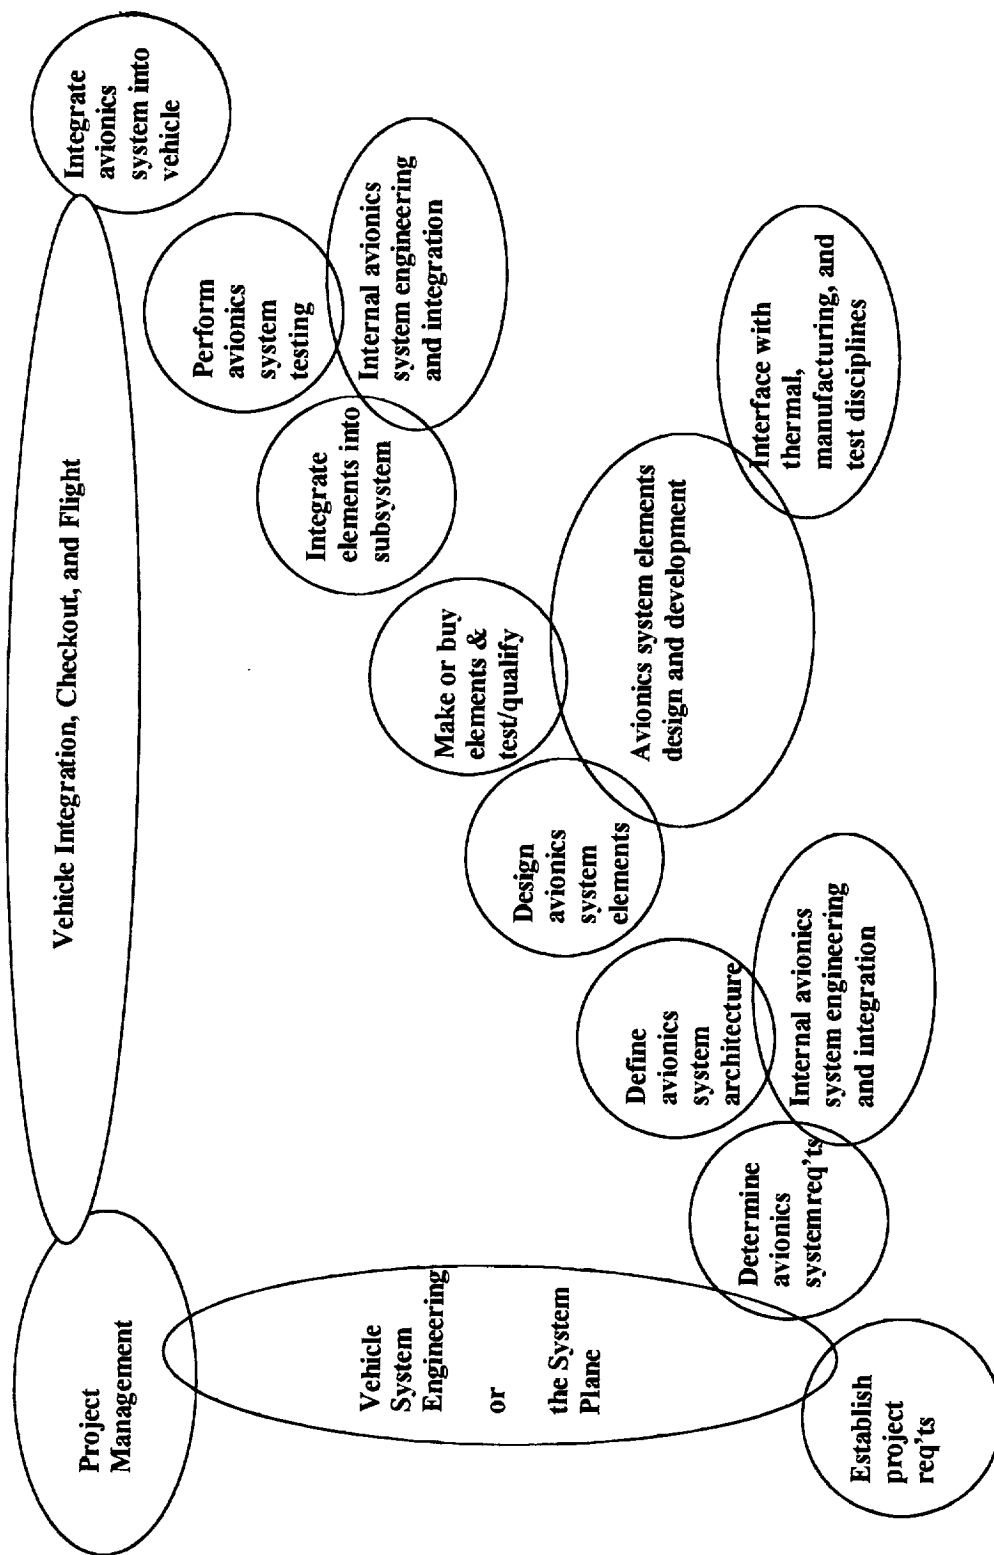 Project
Management
Vehicle Integration, Checkout, and Flight
Integrate
avionics
system into
vehicle
Vehicle
System
Engineering
or
the System
Plane
Perform
avionics
system
testing
Internal avionics
system engineering
and integration
Integrate
elements into
subsystem
Make or buy
elements &
test/qualify
Design
avionics
system
elements
Avionics system elements
design and development
Interface with
thermal,
manufacturing, and
test disciplines
Define
avionics
system
architecture
Internal avionics
system engineering
and integration
Determine
avionics
systemreq'ts
Establish
project
req'ts